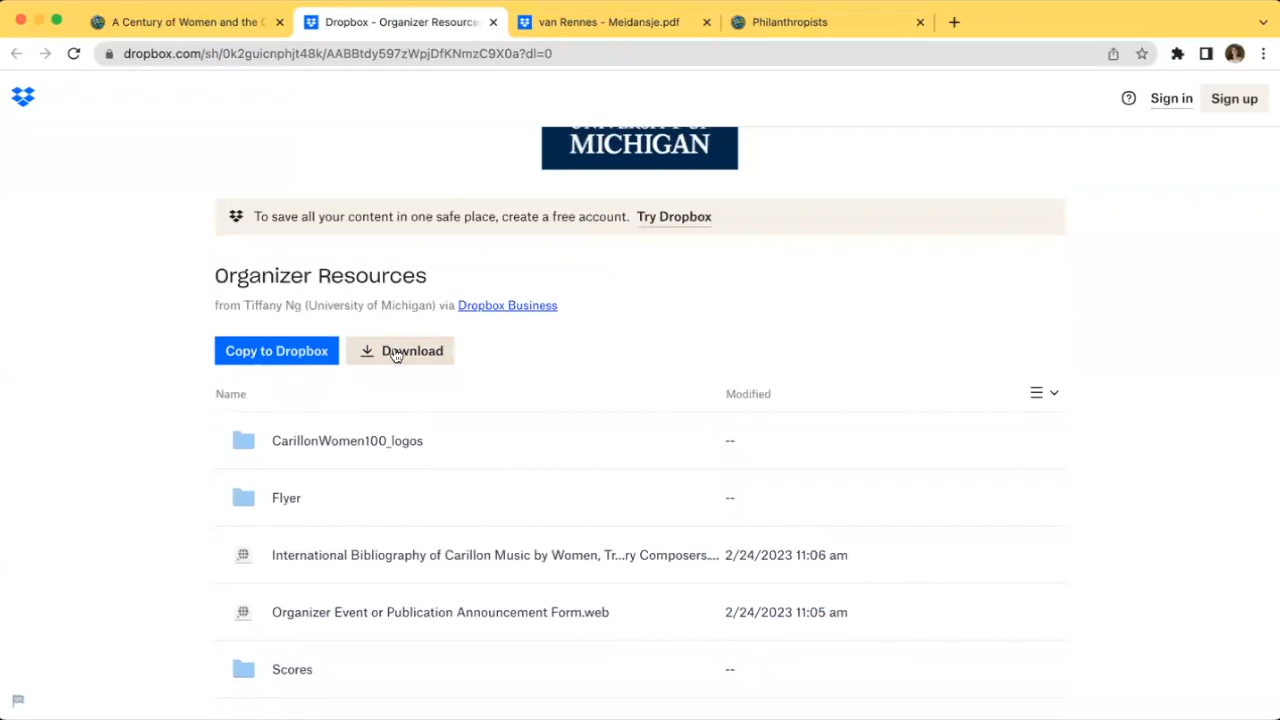 A Century of Women and the C
Dropbox - Organizer Resources
van Rennes - Meidansje.pdf
Philanthropists
dropbox.com/sh/0k2guicnphjt48k/AABBtdy597zWpjDfKNmzC9X0a?dl=0
Sign in
Sign up
UNIVERSITY OF
MICHIGAN
To save all your content in one safe place, create a free account. Try Dropbox
Organizer Resources
from Tiffany Ng (University of Michigan) via Dropbox Business
Copy to Dropbox
Download
Name
Modified
CarillonWomen100_logos
--
Flyer
--
International Bibliography of Carillon Music by Women, Tr...ry Composers....
2/24/2023 11:06 am
Organizer Event or Publication Announcement Form.web
2/24/2023 11:05 am
Scores
--